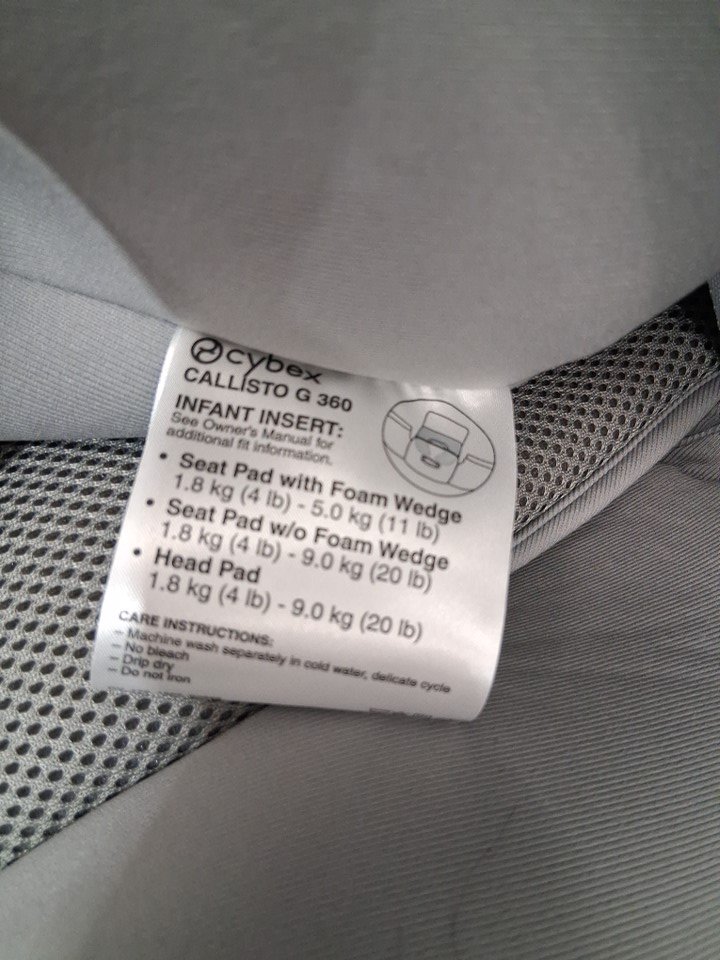 cybex
CALLISTO G 360
INFANT INSERT:
See Owner's Manual for
additional fit information.
• Seat Pad with Foam Wedge
1.8 kg (4 lb) - 5.0 kg (11 lb)
• Seat Pad w/o Foam Wedge
1.8 kg (4 lb) - 9.0 kg (20 lb)
• Head Pad
1.8 kg (4 lb) - 9.0 kg (20 lb)
CARE INSTRUCTIONS:
– Machine wash separately in cold water, delicate cycle
– No bleach
– Drip dry
– Do not iron